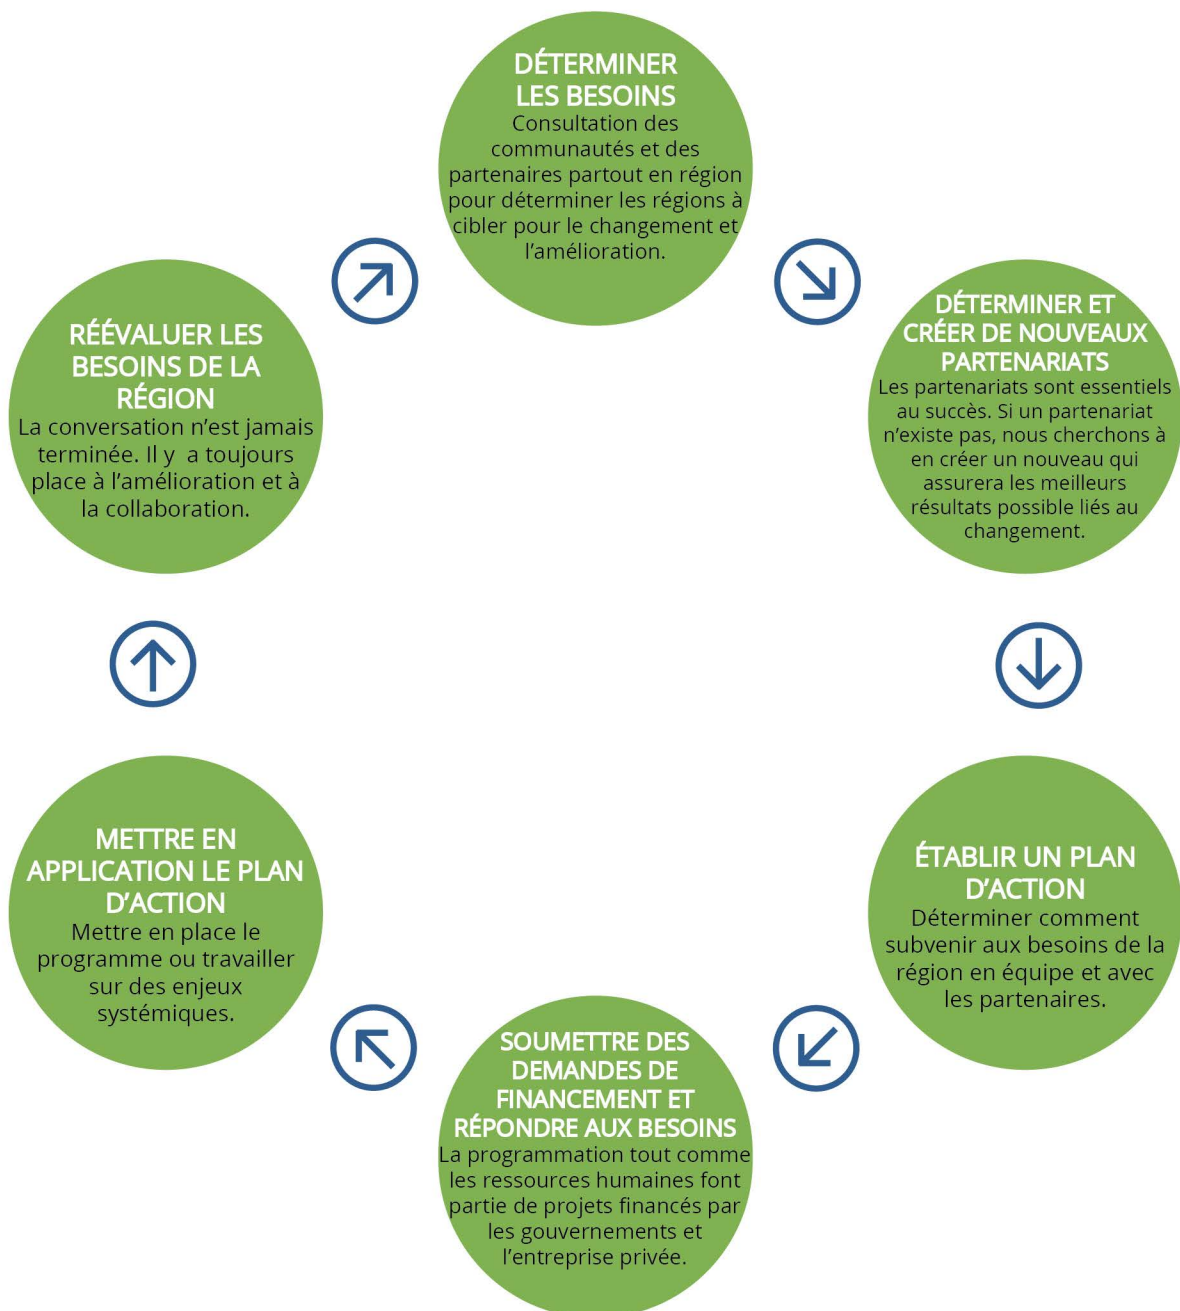 DÉTERMINER
LES BESOINS
Consultation des
communautés et des
partenaires partout en région
pour déterminer les régions à
cibler pour le changement et
l'amélioration.
DÉTERMINER ET
CRÉER DE NOUVEAUX
PARTENARIATS
Les partenariats sont essentiels
au succès. Si un partenariat
n'existe pas, nous cherchons à
en créer un nouveau qui
assurera les meilleurs
résultats possible liés au
changement.
ÉTABLIR UN PLAN
D'ACTION
Déterminer comment
subvenir aux besoins de la
région en équipe et avec
les partenaires.
SOUMETTRE DES
DEMANDES DE
FINANCEMENT ET
RÉPONDRE AUX BESOINS
La programmation tout comme
les ressources humaines font
partie de projets financés par
les gouvernements et
l'entreprise privée.
METTRE EN
APPLICATION LE PLAN
D'ACTION
Mettre en place le
programme ou travailler
sur des enjeux
systémiques.
RÉÉVALUER LES
BESOINS DE LA
RÉGION
La conversation n'est jamais
terminée. Il y  a toujours
place à l'amélioration et à
la collaboration.